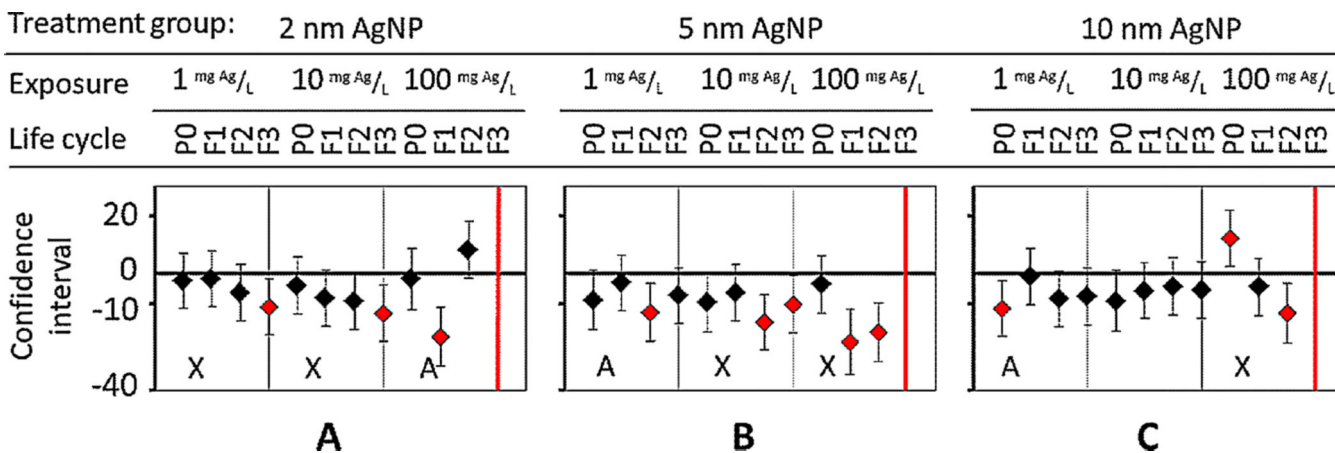 Treatment group: 2 nm AgNP 5 nm AgNP 10 nm AgNP
Exposure 1 mg Ag/L 10 mg Ag/L 100 mg Ag/L 1 mg Ag/L 10 mg Ag/L 100 mg Ag/L 1 mg Ag/L 10 mg Ag/L 100 mg Ag/L
Life cycle P0 F1 F2 F3 P0 F1 F2 F3 P0 F1 F2 F3 P0 F1 F2 F3 P0 F1 F2 F3 P0 F1 F2 F3 P0 F1 F2 F3 P0 F1 F2 F3 P0 F1 F2 F3
Confidence
interval
20
0
-10
-40
X X A A X X A X
A B C